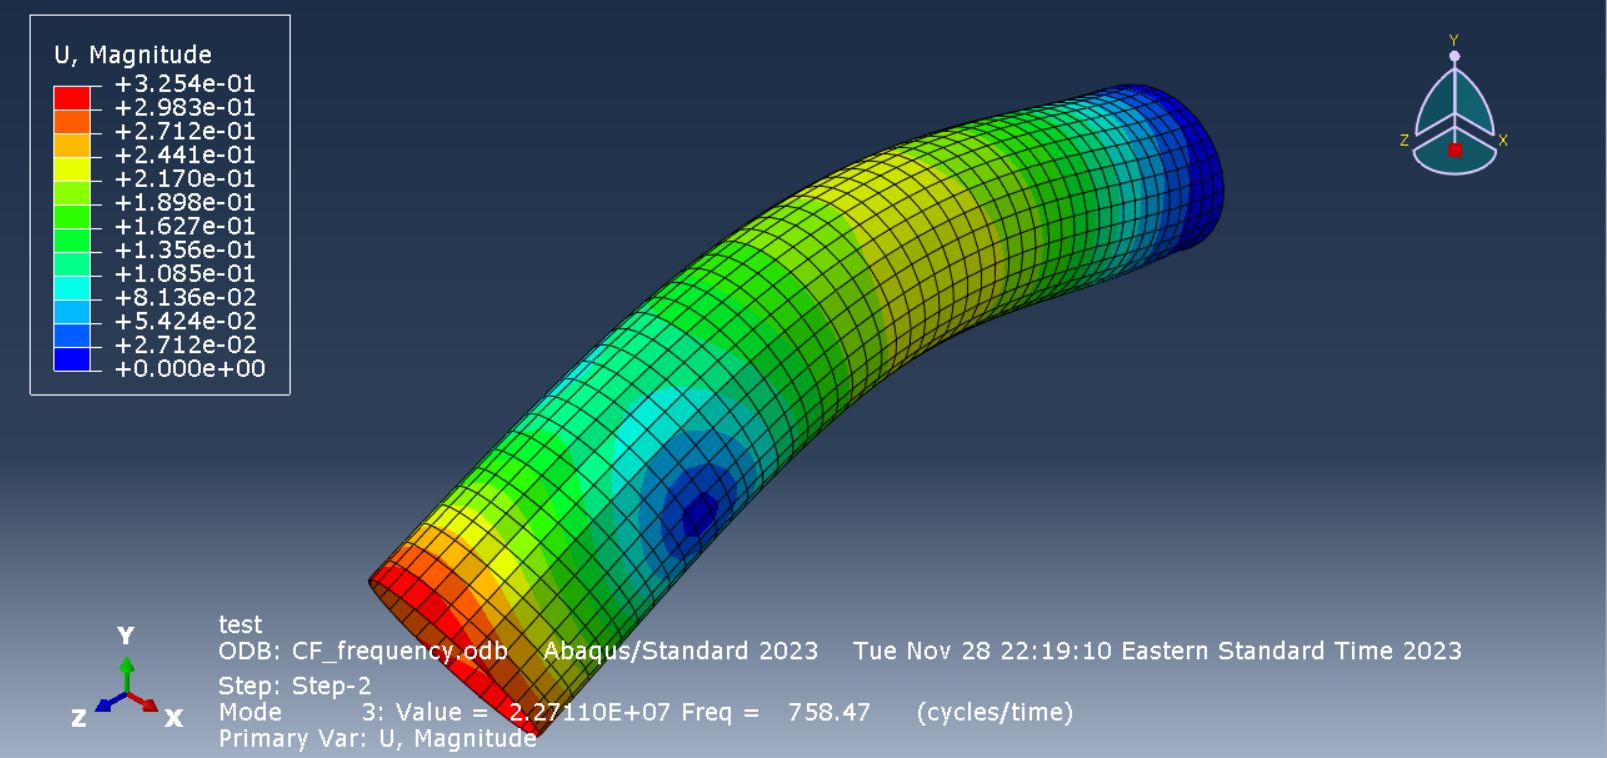 U, Magnitude
+3.254e-01
+2.983e-01
+2.712e-01
+2.441e-01
+2.170e-01
+1.898e-01
+1.627e-01
+1.356e-01
+1.085e-01
+8.136e-02
+5.424e-02
+2.712e-02
+0.000e+00
Y
Z
X
Y
Z
X
test
ODB: CF_frequency.odb Abaqus/Standard 2023 Tue Nov 28 22:19:10 Eastern Standard Time 2023
Step: Step-2
Mode 3: Value = 2.27110E+07 Freq = 758.47 (cycles/time)
Primary Var: U, Magnitude